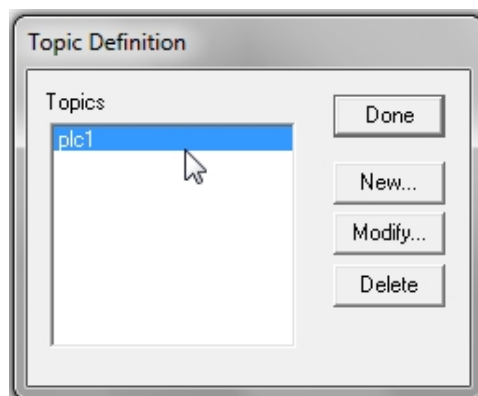 Topic Definition
Topics
plc1
Done
New...
Modify...
Delete